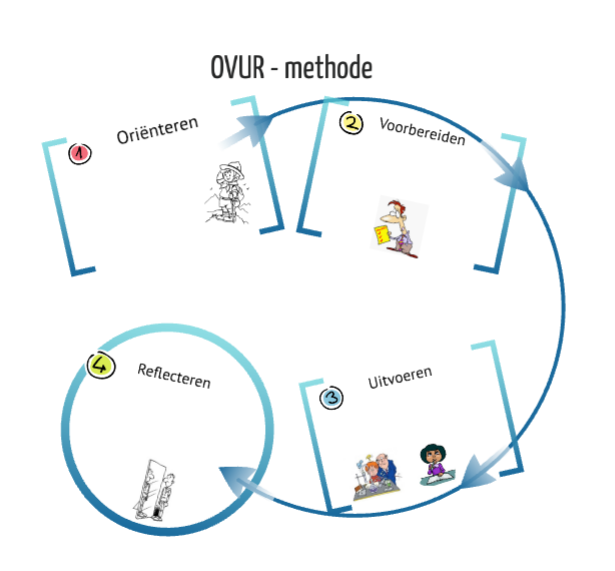 OVUR - methode
1
Oriënteren
2
Voorbereiden
3
Uitvoeren
4
Reflecteren